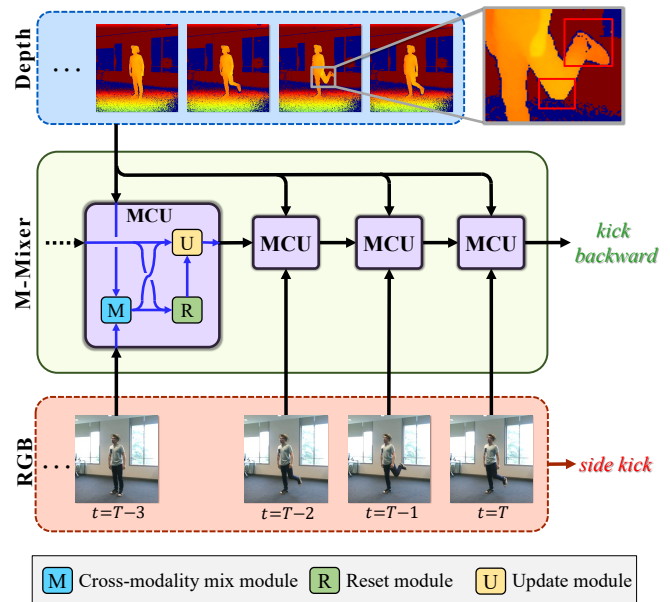 Depth
. . .
M-Mixer
MCU
U
M
R
MCU
MCU
MCU
kick
backward
RGB
. . .
t=T−3
t=T−2
t=T−1
t=T
side kick
M Cross-modality mix module
R Reset module
U Update module